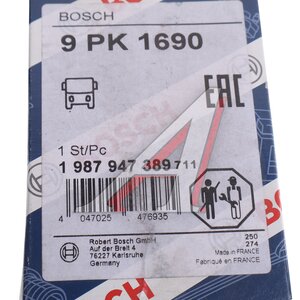 BOSCH
9 PK 1690
EAC
1 St/Pc
1 987 947 389 711
4 047025 476935
Robert Bosch GmbH
Auf der Breit 4
76227 Karlsruhe
Germany
250
274
Made in FRANCE
Fabriqué en FRANCE